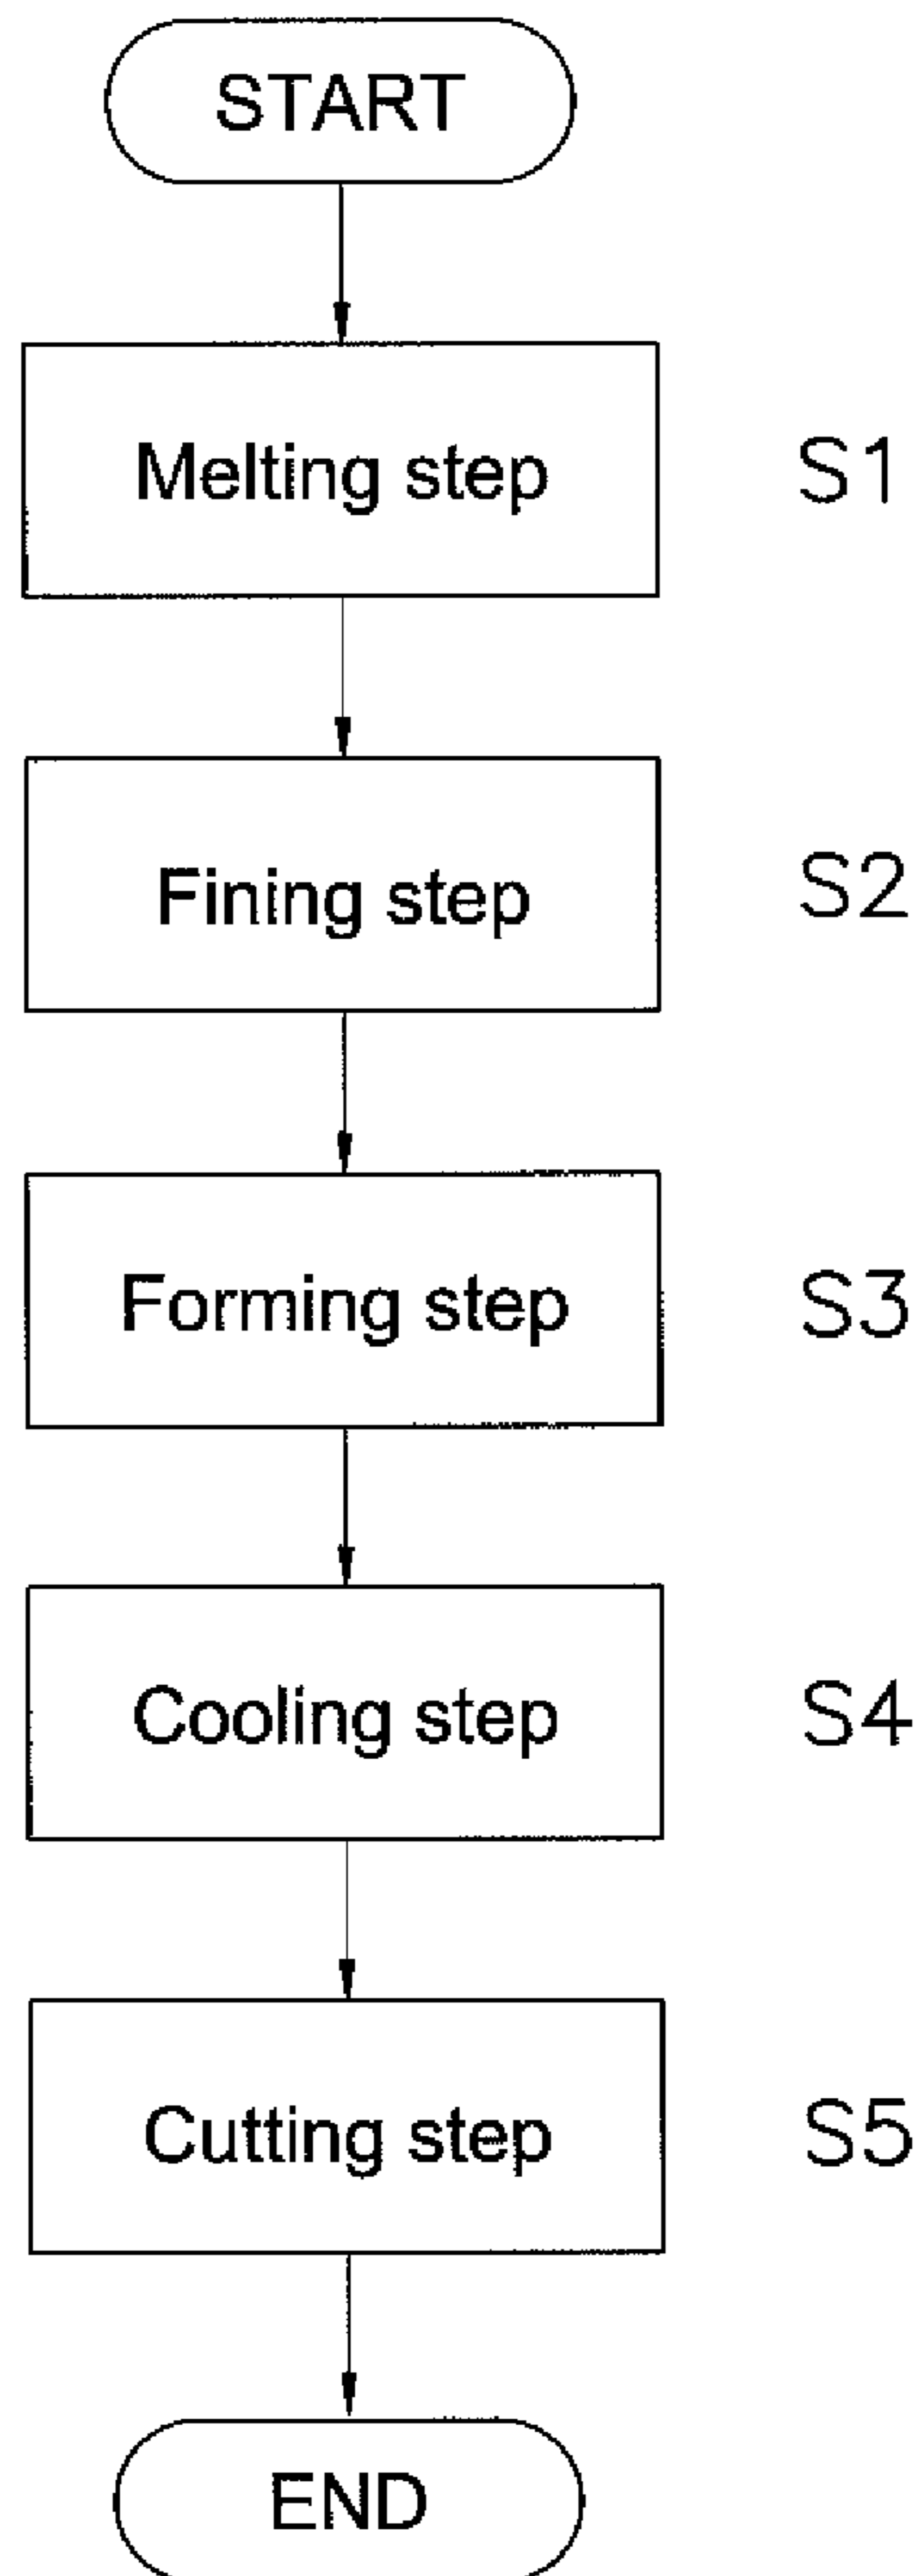 START
Melting step
S1
Fining step
S2
Forming step
S3
Cooling step
S4
Cutting step
S5
END